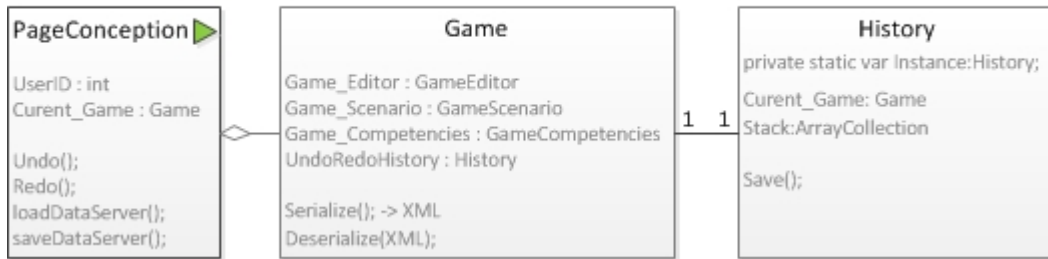 PageConception
UserID : int
Curent_Game : Game
Undo();
Redo();
loadDataServer();
saveDataServer();
Game
Game_Editor : GameEditor
Game_Scenario : GameScenario
Game_Competencies : GameCompetencies
UndoRedoHistory : History
Serialize(); -> XML
Deserialize(XML);
1 1
History
private static var Instance:History;
Curent_Game: Game
Stack:ArrayCollection
Save();